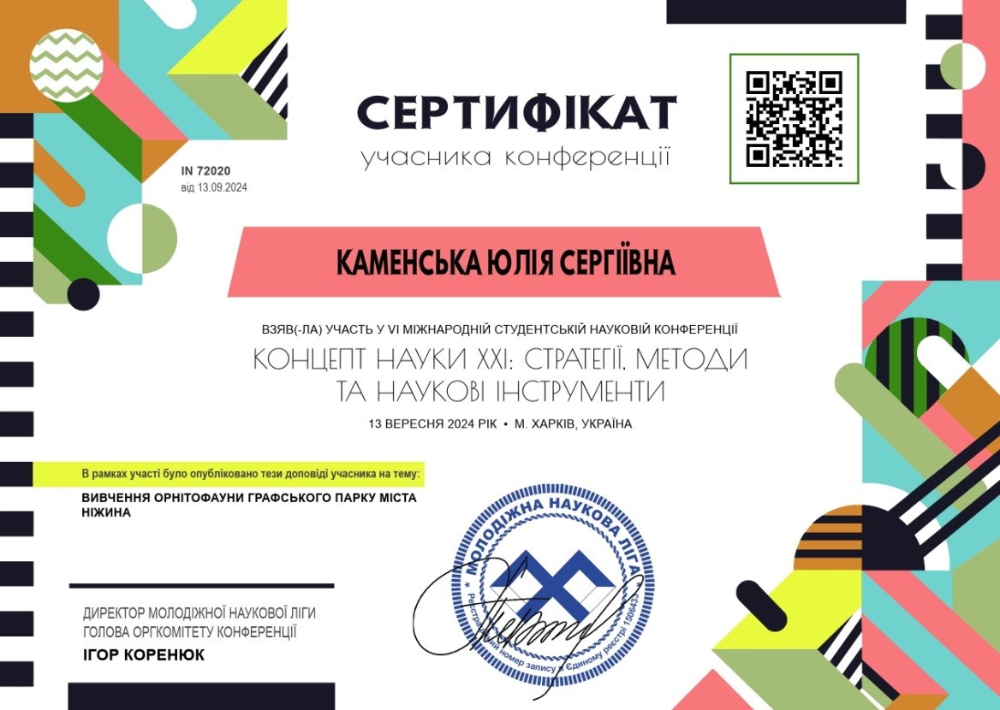 СЕРТИФІКАТ
учасника конференції
IN 72020
від 13.09.2024
КАМЕНСЬКА ЮЛІЯ СЕРГІЇВНА
ВЗЯВ(-ЛА) УЧАСТЬ У VI МІЖНАРОДНІЙ СТУДЕНТСЬКІЙ НАУКОВІЙ КОНФЕРЕНЦІЇ
КОНЦЕПТ НАУКИ XXI: СТРАТЕГІЇ, МЕТОДИ
ТА НАУКОВІ ІНСТРУМЕНТИ
13 ВЕРЕСНЯ 2024 РІК • М. ХАРКІВ, УКРАЇНА
В рамках участі було опубліковано тези доповіді учасника на тему:
ВИВЧЕННЯ ОРНІТОФАУНИ ГРАФСЬКОГО ПАРКУ МІСТА
НІЖИНА
* МОЛОДІЖНА НАУКОВА ЛІГА *
Реєстраційний номер запису в Єдиному реєстрі 1506433
ДИРЕКТОР МОЛОДІЖНОЇ НАУКОВОЇ ЛІГИ
ГОЛОВА ОРГКОМІТЕТУ КОНФЕРЕНЦІЇ
ІГОР КОРЕНЮК